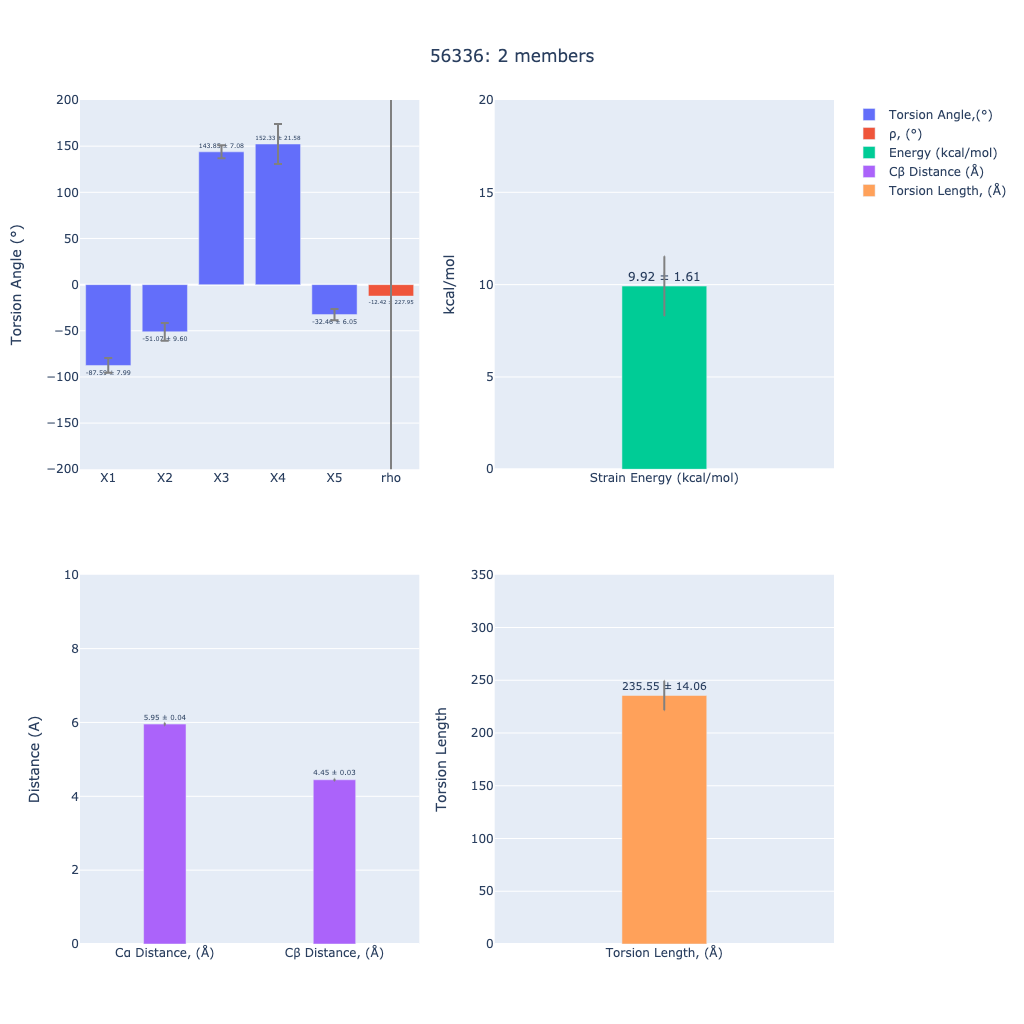 56336: 2 members
200
150
100
50
0
−50
−100
−150
−200
Torsion Angle (°)
-87.59 ± 7.99
-51.07 ± 9.60
143.85 ± 7.08
152.33 ± 21.58
-32.46 ± 6.05
-12.42 ± 227.95
X1
X2
X3
X4
X5
rho
20
15
10
5
0
kcal/mol
9.92 ± 1.61
Strain Energy (kcal/mol)
Torsion Angle,(°)
ρ, (°)
Energy (kcal/mol)
Cβ Distance (Å)
Torsion Length, (Å)
10
8
6
4
2
0
Distance (A)
5.95 ± 0.04
4.45 ± 0.03
Cα Distance, (Å)
Cβ Distance, (Å)
350
300
250
200
150
100
50
0
Torsion Length
235.55 ± 14.06
Torsion Length, (Å)